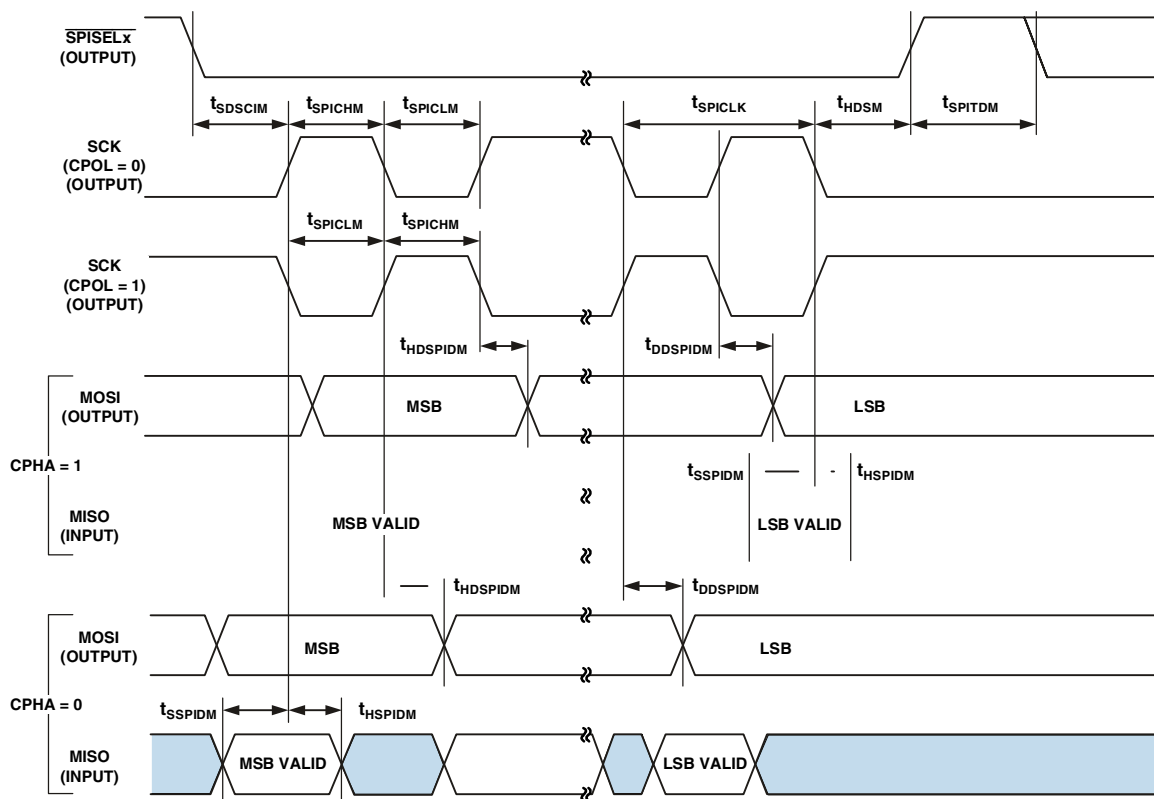 SPISELx
(OUTPUT)
tSDSCIM
tSPICHM
tSPICLM
tSPICLK
tHDSM
tSPITDM
SCK
(CPOL = 0)
(OUTPUT)
tSPICLM
tSPICHM
SCK
(CPOL = 1)
(OUTPUT)
tHDSPIDM
tDDSPIDM
MOSI
(OUTPUT)
MSB
LSB
CPHA = 1
tSSPIDM
tHSPIDM
MISO
(INPUT)
MSB VALID
LSB VALID
tHDSPIDM
tDDSPIDM
MOSI
(OUTPUT)
MSB
LSB
CPHA = 0
tSSPIDM
tHSPIDM
MISO
(INPUT)
MSB VALID
LSB VALID